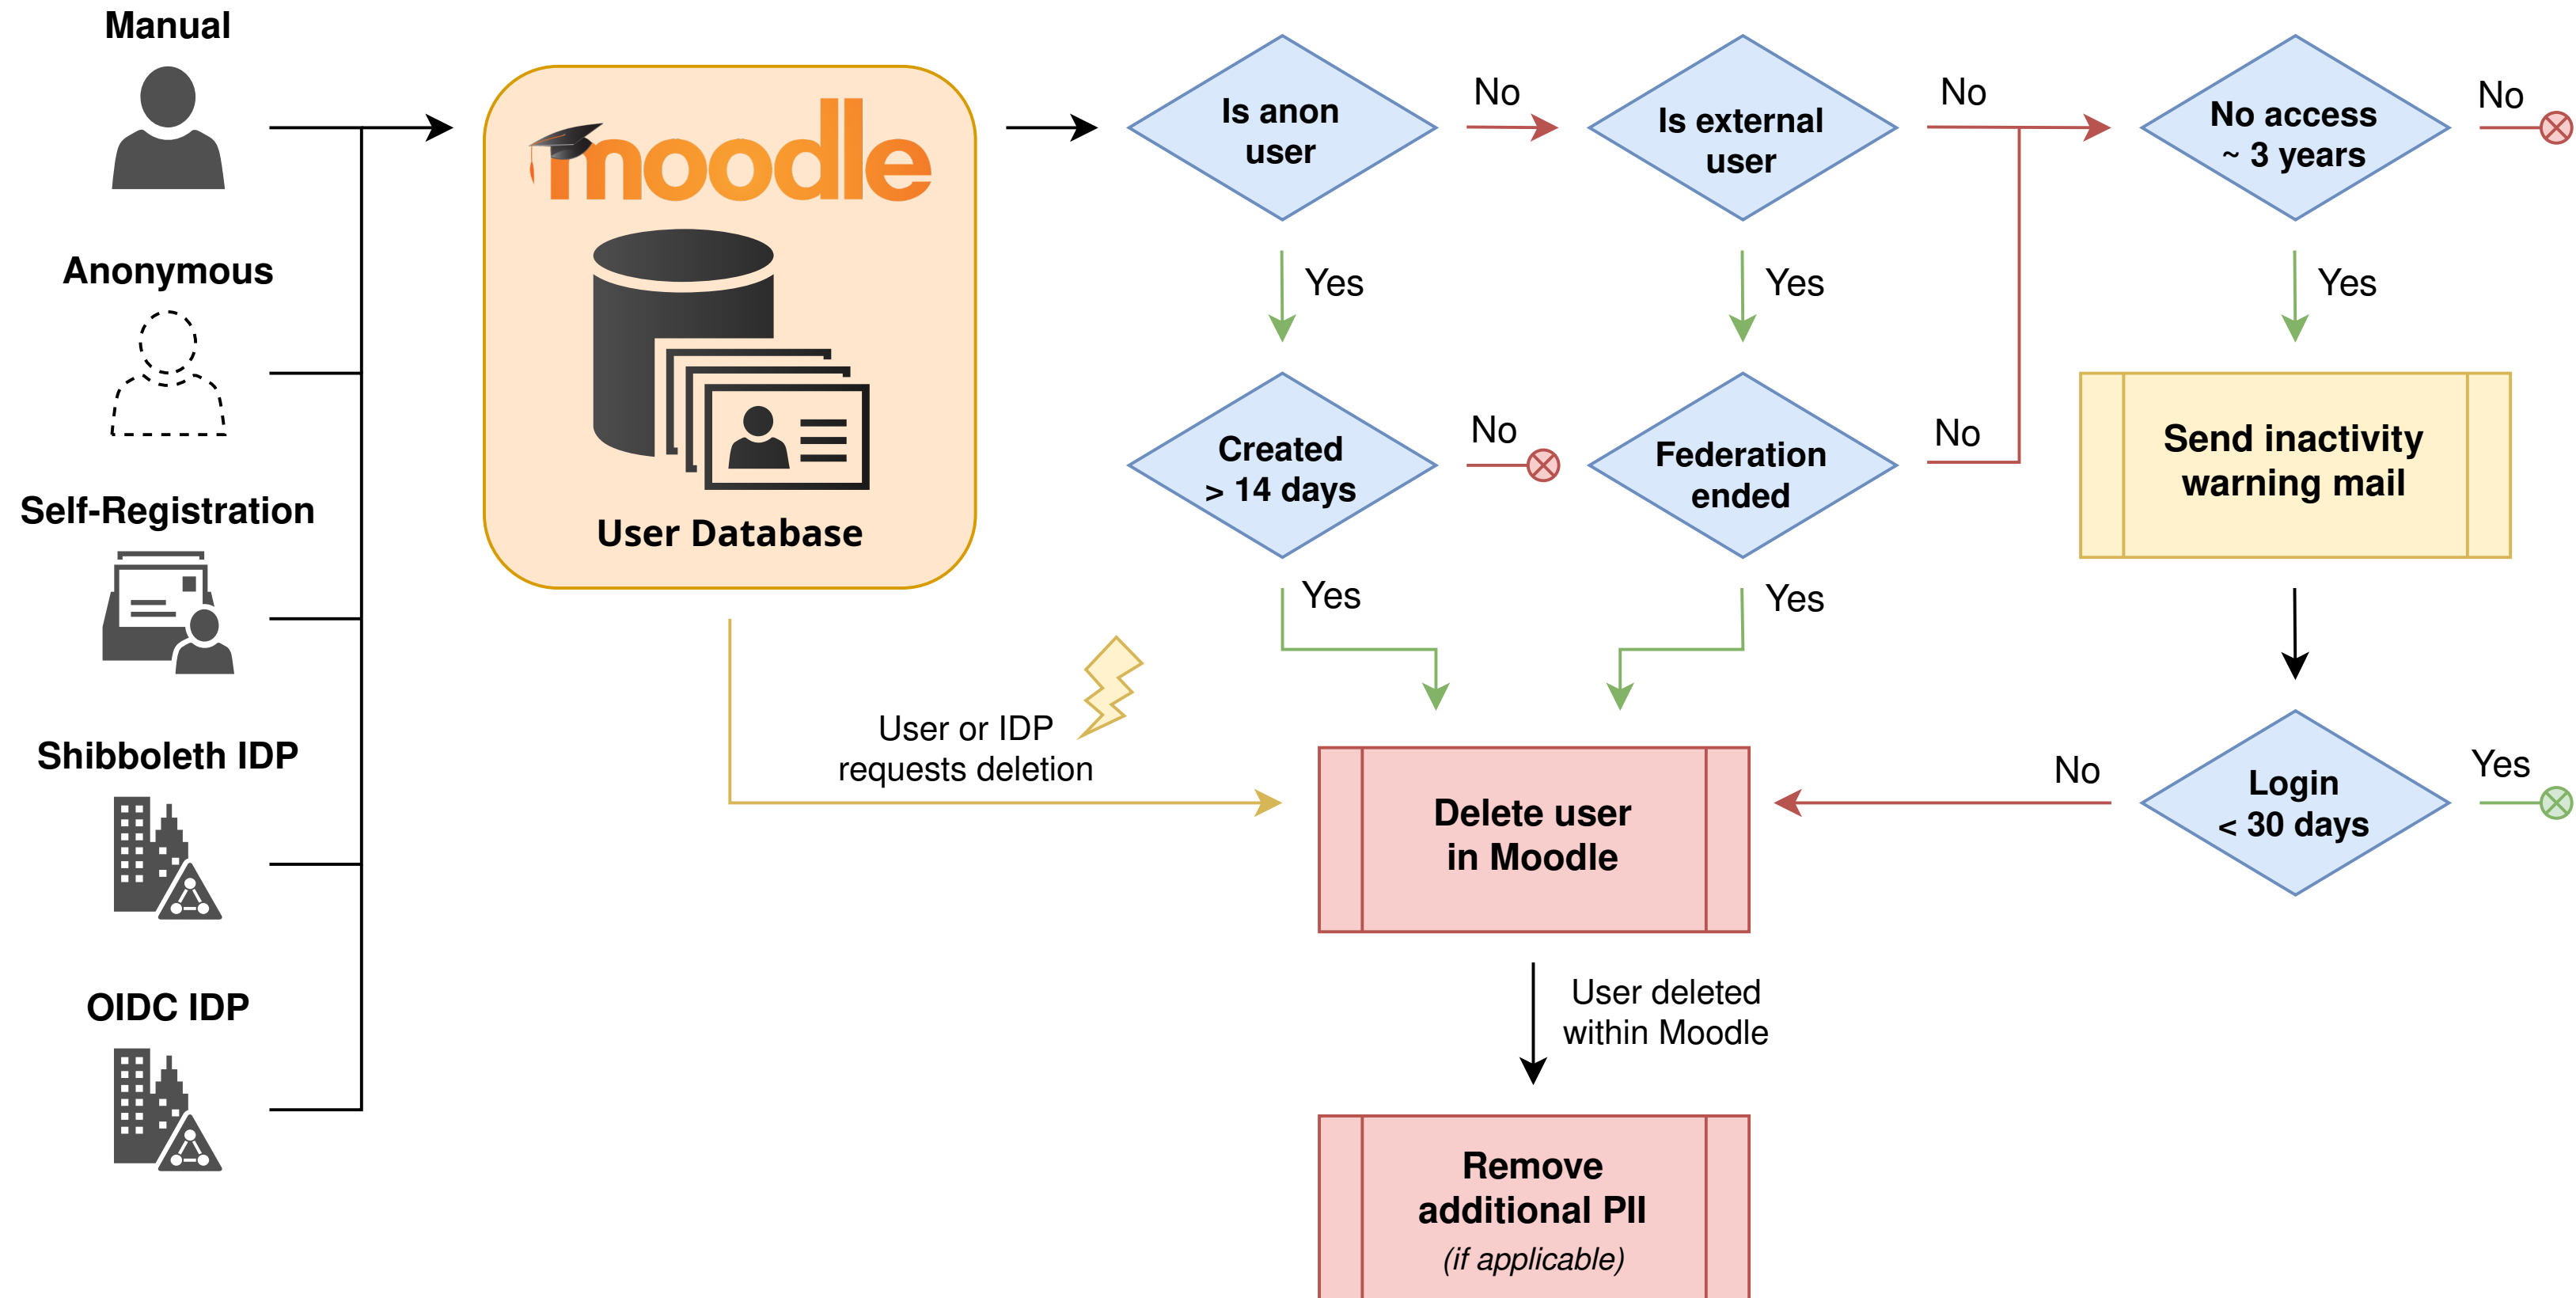 Manual
Anonymous
Self-Registration
Shibboleth IDP
OIDC IDP
moodle
User Database
User or IDP
requests deletion
Is anon
user
No
Is external
user
No
No access
~ 3 years
No
Yes
Yes
Yes
Created
> 14 days
No
Federation
ended
No
Send inactivity
warning mail
Yes
Yes
Delete user
in Moodle
No
Login
< 30 days
Yes
User deleted
within Moodle
Remove
additional PII
(if applicable)